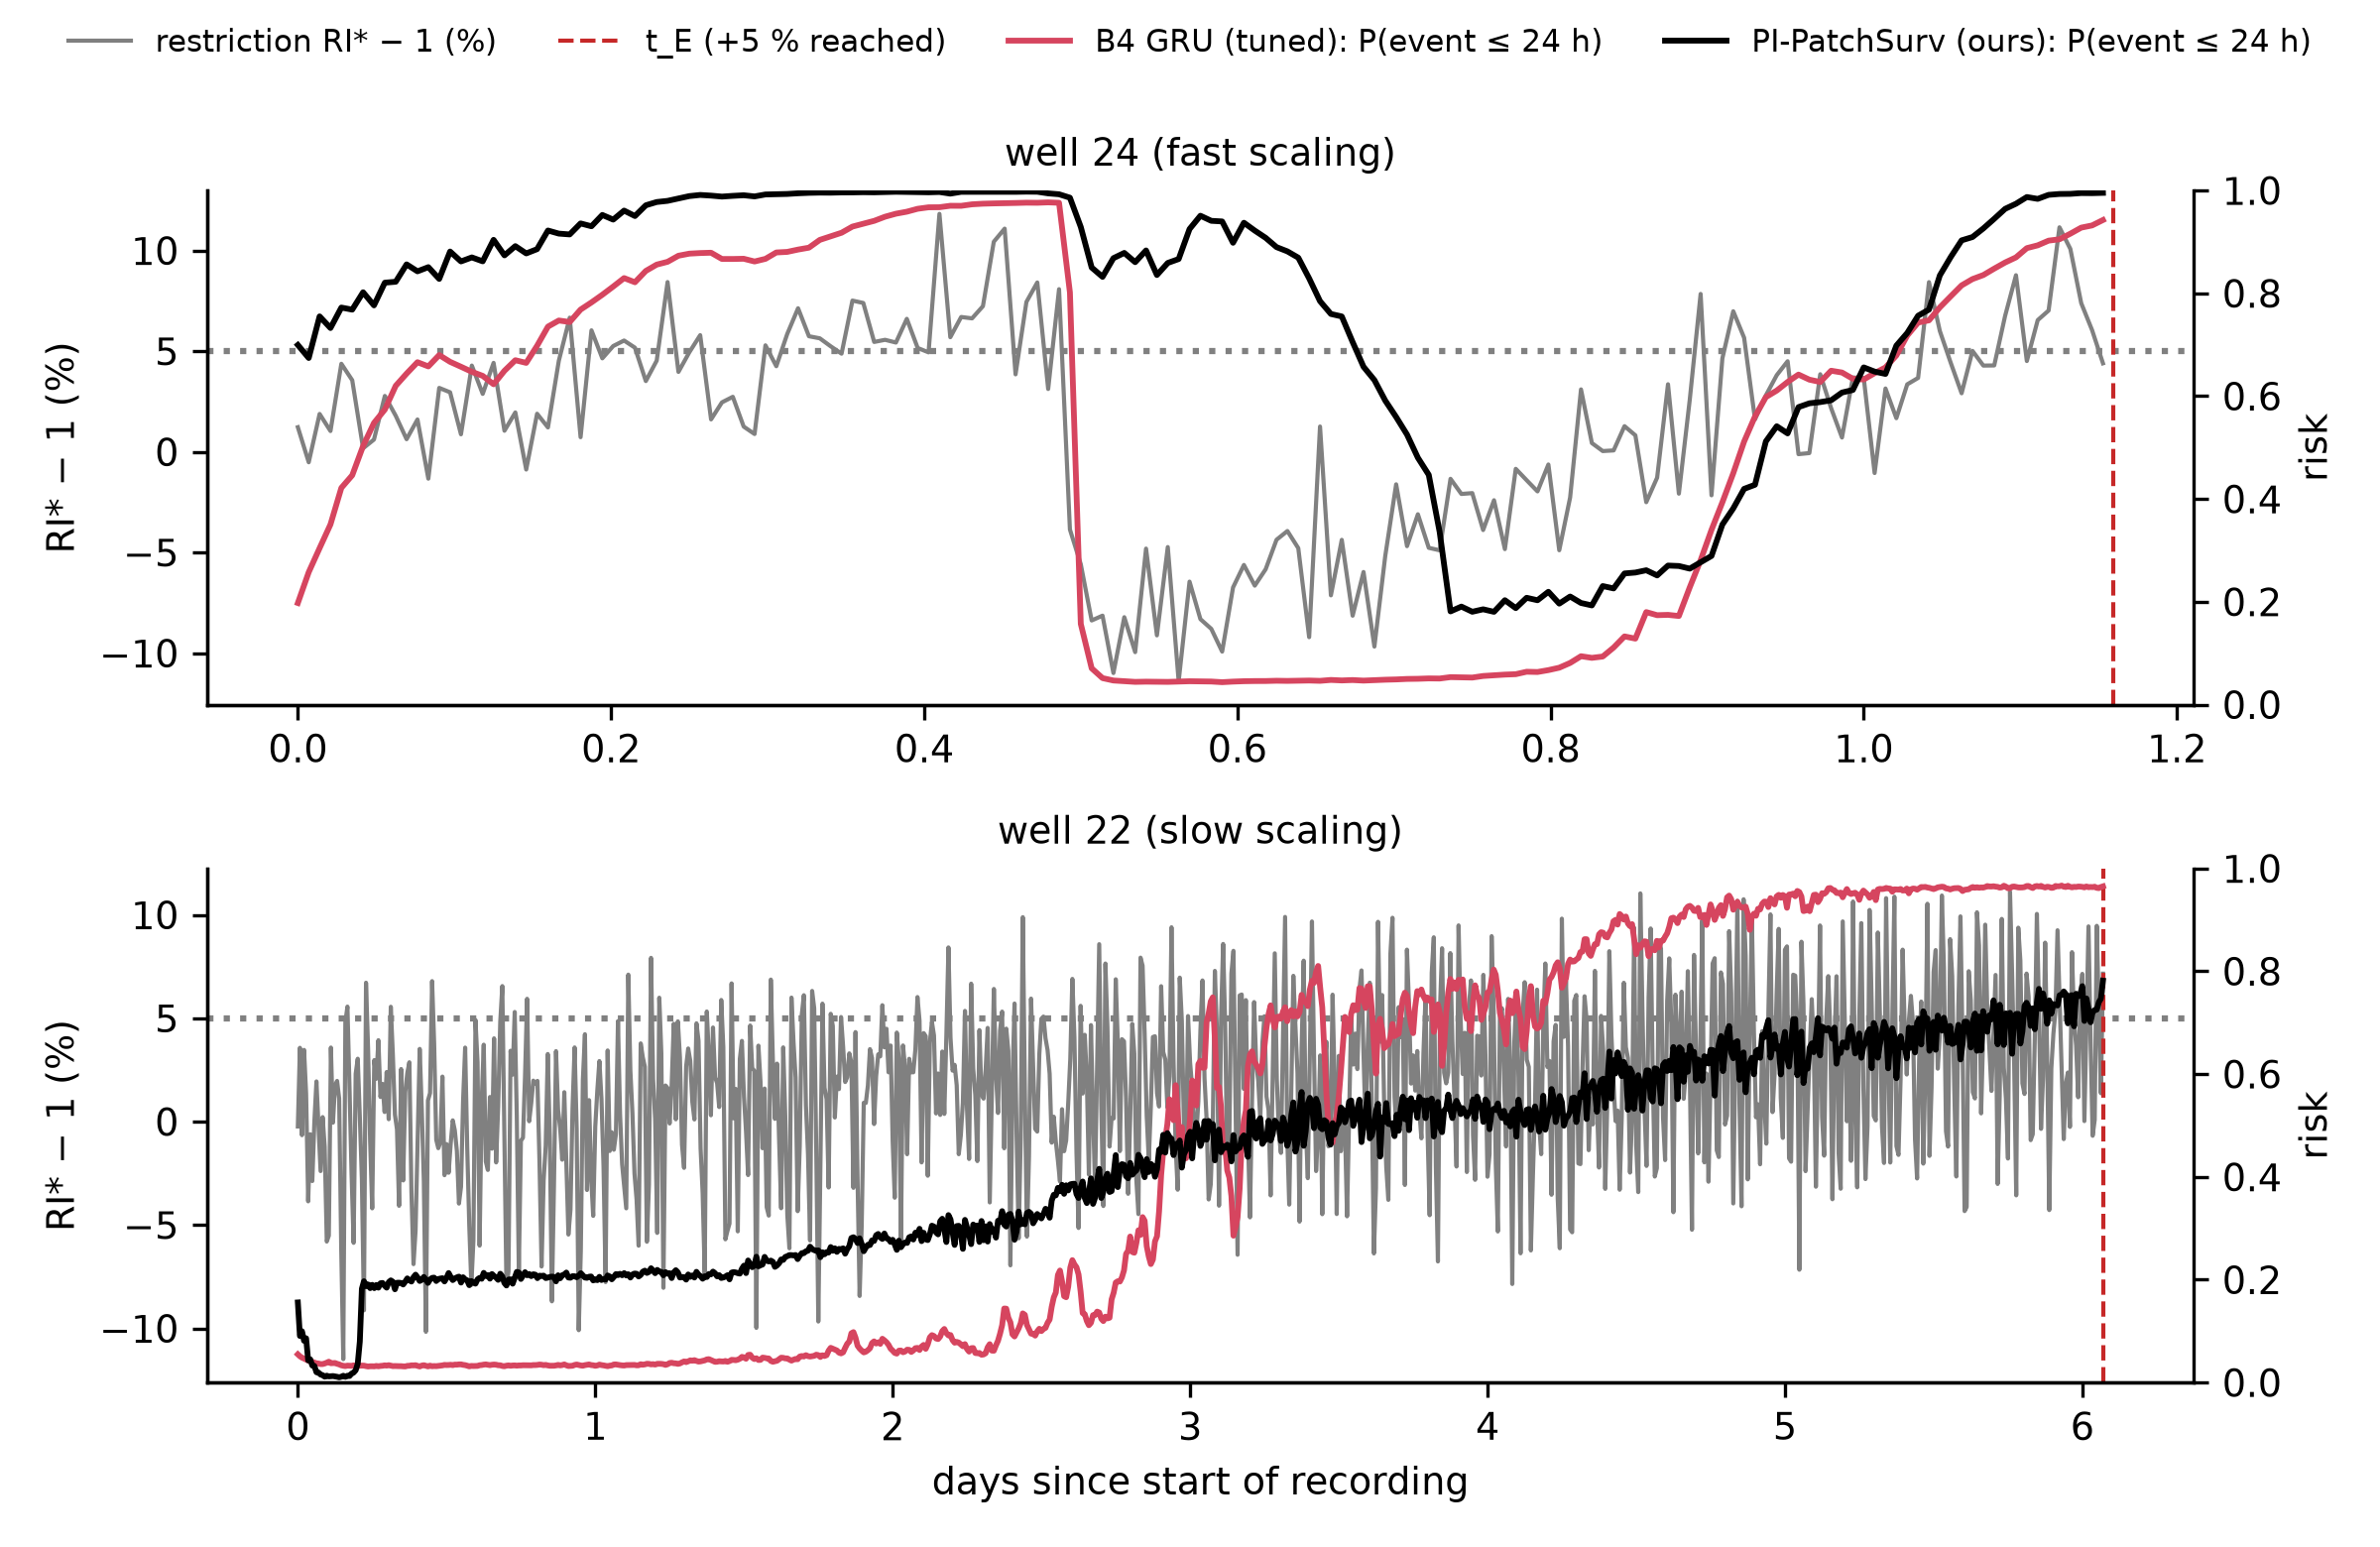 restriction RI* − 1 (%)
t_E (+5 % reached)
B4 GRU (tuned): P(event ≤ 24 h)
PI-PatchSurv (ours): P(event ≤ 24 h)
well 24 (fast scaling)
RI* − 1 (%)
10
5
0
−5
−10
1.0
0.8
0.6
0.4
0.2
0.0
risk
0.0 0.2 0.4 0.6 0.8 1.0 1.2
well 22 (slow scaling)
RI* − 1 (%)
10
5
0
−5
−10
1.0
0.8
0.6
0.4
0.2
0.0
risk
0 1 2 3 4 5 6
days since start of recording